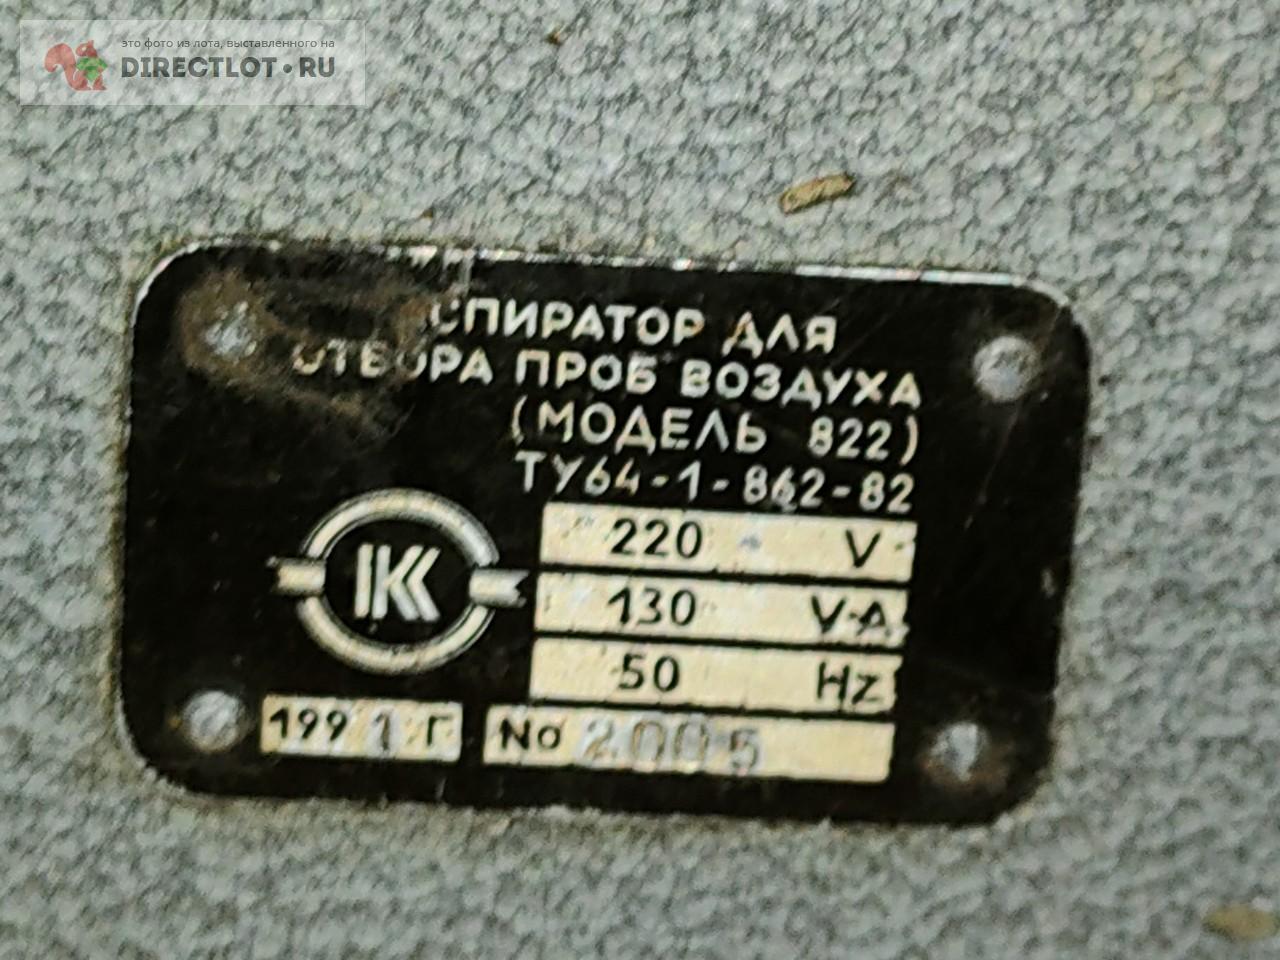 это фото из лота, выставленного на
DIRECTLOT.RU
СПИРАТОР ДЛЯ
ОТБОРА ПРОБ ВОЗДУХА
(МОДЕЛЬ 822)
ТУ64-1-862-82
220 V
130 V·A
50 Hz
1991 Г No 2005